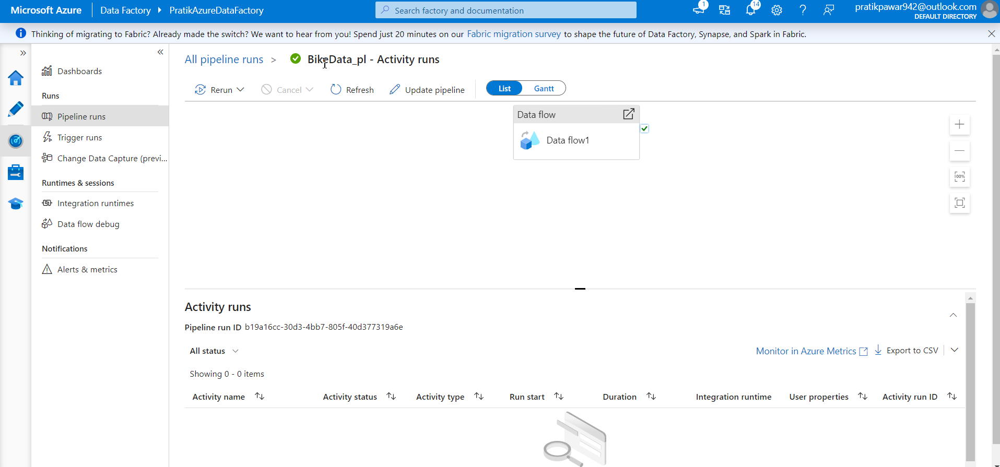 Microsoft Azure Data Factory PratikAzureDataFactory Search factory and documentation 1 14 pratikpawar942@outlook.com
DEFAULT DIRECTORY
Thinking of migrating to Fabric? Already made the switch? We want to hear from you! Spend just 20 minutes on our Fabric migration survey to shape the future of Data Factory, Synapse, and Spark in Fabric.
Dashboards
Runs
Pipeline runs
Trigger runs
Change Data Capture (previ...
Runtimes & sessions
Integration runtimes
Data flow debug
Notifications
Alerts & metrics
All pipeline runs > BikeData_pl - Activity runs
Rerun Cancel Refresh Update pipeline List Gantt
Data flow
Data flow1
100%
Activity runs
Pipeline run ID b19a16cc-30d3-4bb7-805f-40d377319a6e
All status Monitor in Azure Metrics Export to CSV
Showing 0 - 0 items
Activity name Activity status Activity type Run start Duration Integration runtime User properties Activity run ID